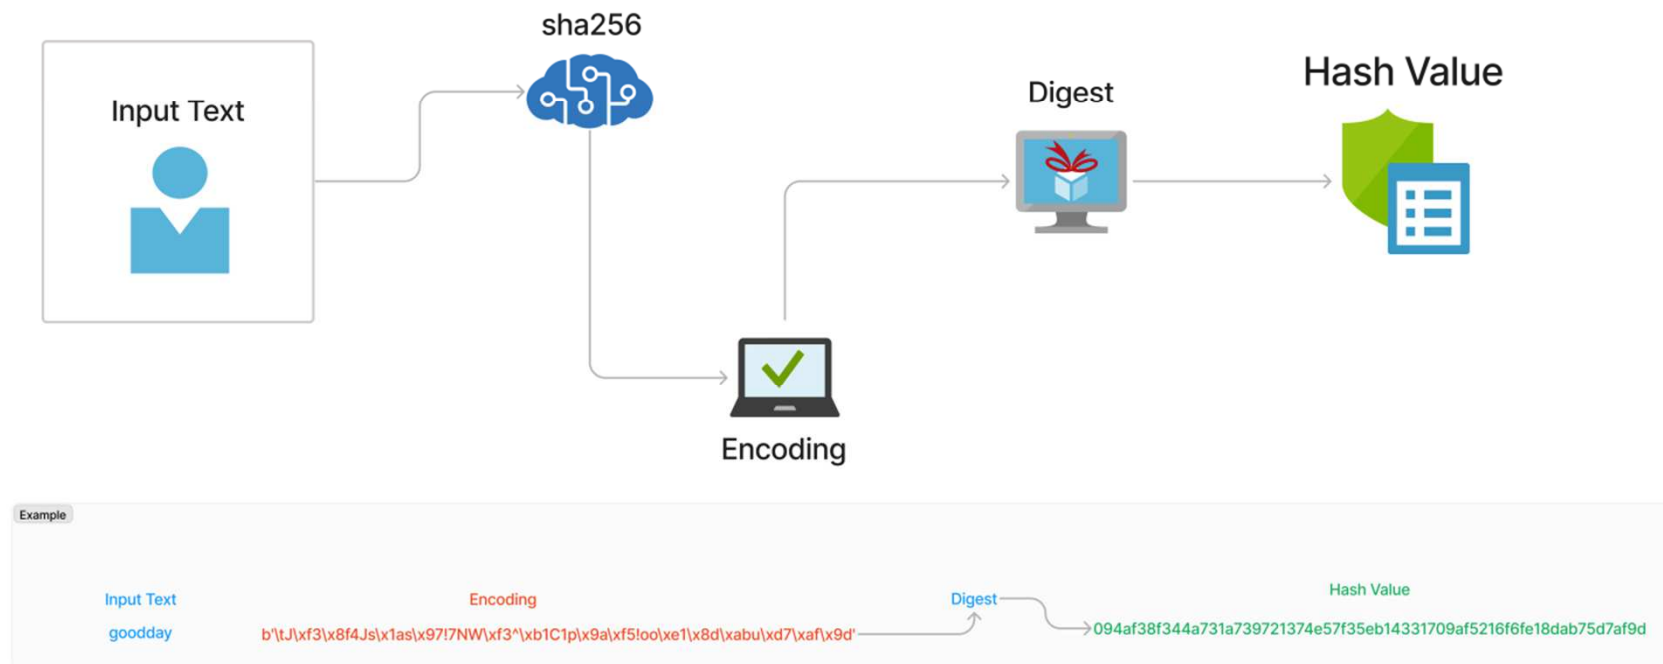 sha256
Input Text
Digest
Hash Value
Encoding
Example
Input Text
Encoding
Digest
Hash Value
goodday
b'\tJ\xf3\x8f4Js\x1as\x97!7NW\xf3^\xb1C1p\x9a\xf5!oo\xe1\x8d\xabu\xd7\xaf\x9d'
094af38f344a731a739721374e57f35eb14331709af5216f6fe18dab75d7af9d